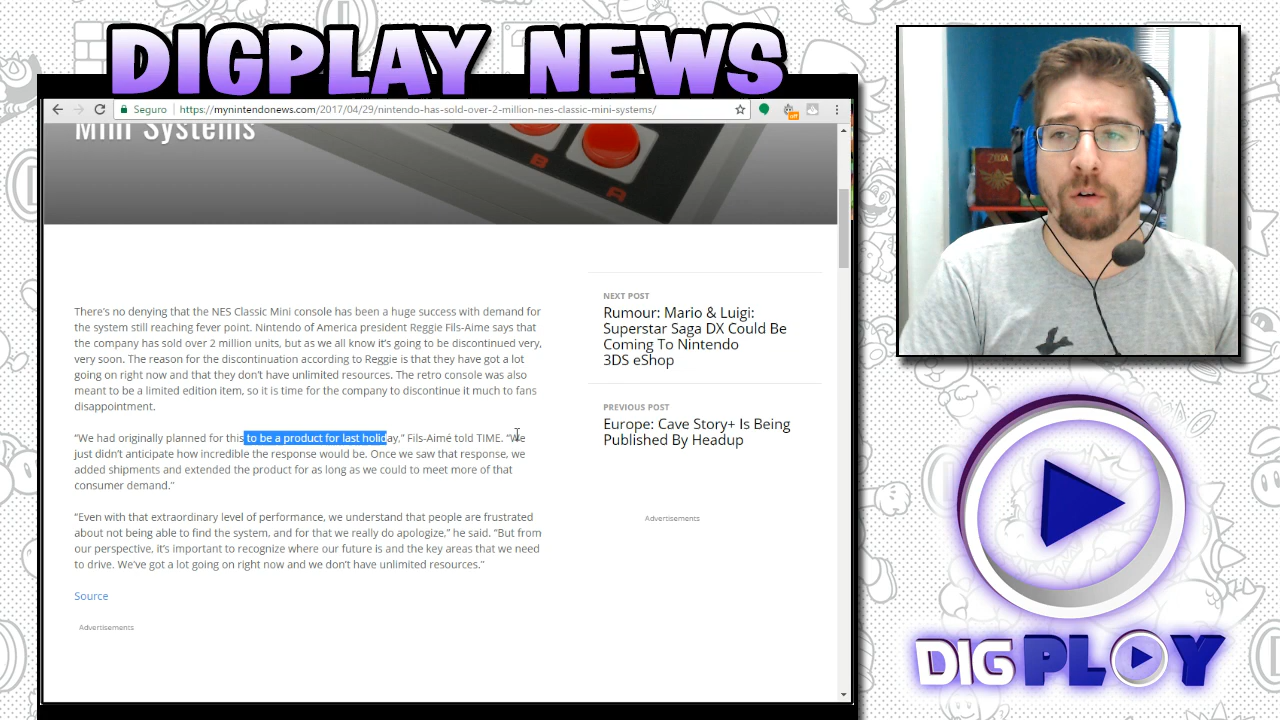 DIGPLAY NEWS
Seguro
https://mynintendonews.com/2017/04/29/nintendo-has-sold-over-2-million-nes-classic-mini-systems/
off
Mini Systems
B
A
There's no denying that the NES Classic Mini console has been a huge success with demand for
the system still reaching fever point. Nintendo of America president Reggie Fils-Aime says that
the company has sold over 2 million units, but as we all know it's going to be discontinued very,
very soon. The reason for the discontinuation according to Reggie is that they have got a lot
going on right now and that they don't have unlimited resources. The retro console was also
meant to be a limited edition item, so it is time for the company to discontinue it much to fans
disappointment.
“We had originally planned for this to be a product for last holiday,” Fils-Aimé told TIME. “We
just didn't anticipate how incredible the response would be. Once we saw that response, we
added shipments and extended the product for as long as we could to meet more of that
consumer demand.”
“Even with that extraordinary level of performance, we understand that people are frustrated
about not being able to find the system, and for that we really do apologize,” he said. “But from
our perspective, it's important to recognize where our future is and the key areas that we need
to drive. We've got a lot going on right now and we don't have unlimited resources.”
Source
Advertisements
NEXT POST
Rumour: Mario & Luigi:
Superstar Saga DX Could Be
Coming To Nintendo
3DS eShop
PREVIOUS POST
Europe: Cave Story+ Is Being
Published By Headup
Advertisements
ZELDA
DIGPLAY